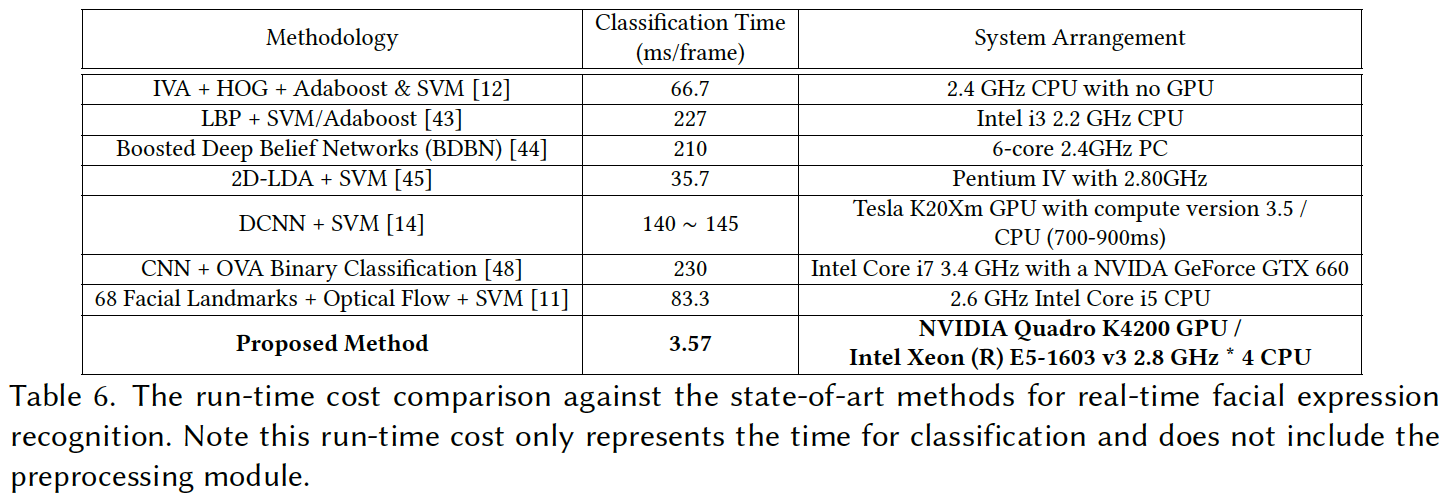 Methodology Classification Time (ms/frame) System Arrangement
IVA + HOG + Adaboost & SVM [12] 66.7 2.4 GHz CPU with no GPU
LBP + SVM/Adaboost [43] 227 Intel i3 2.2 GHz CPU
Boosted Deep Belief Networks (BDBN) [44] 210 6-core 2.4GHz PC
2D-LDA + SVM [45] 35.7 Pentium IV with 2.80GHz
DCNN + SVM [14] 140 ~ 145 Tesla K20Xm GPU with compute version 3.5 / CPU (700-900ms)
CNN + OVA Binary Classification [48] 230 Intel Core i7 3.4 GHz with a NVIDA GeForce GTX 660
68 Facial Landmarks + Optical Flow + SVM [11] 83.3 2.6 GHz Intel Core i5 CPU
Proposed Method 3.57 NVIDIA Quadro K4200 GPU / Intel Xeon (R) E5-1603 v3 2.8 GHz * 4 CPU
Table 6. The run-time cost comparison against the state-of-art methods for real-time facial expression
recognition. Note this run-time cost only represents the time for classification and does not include the
preprocessing module.